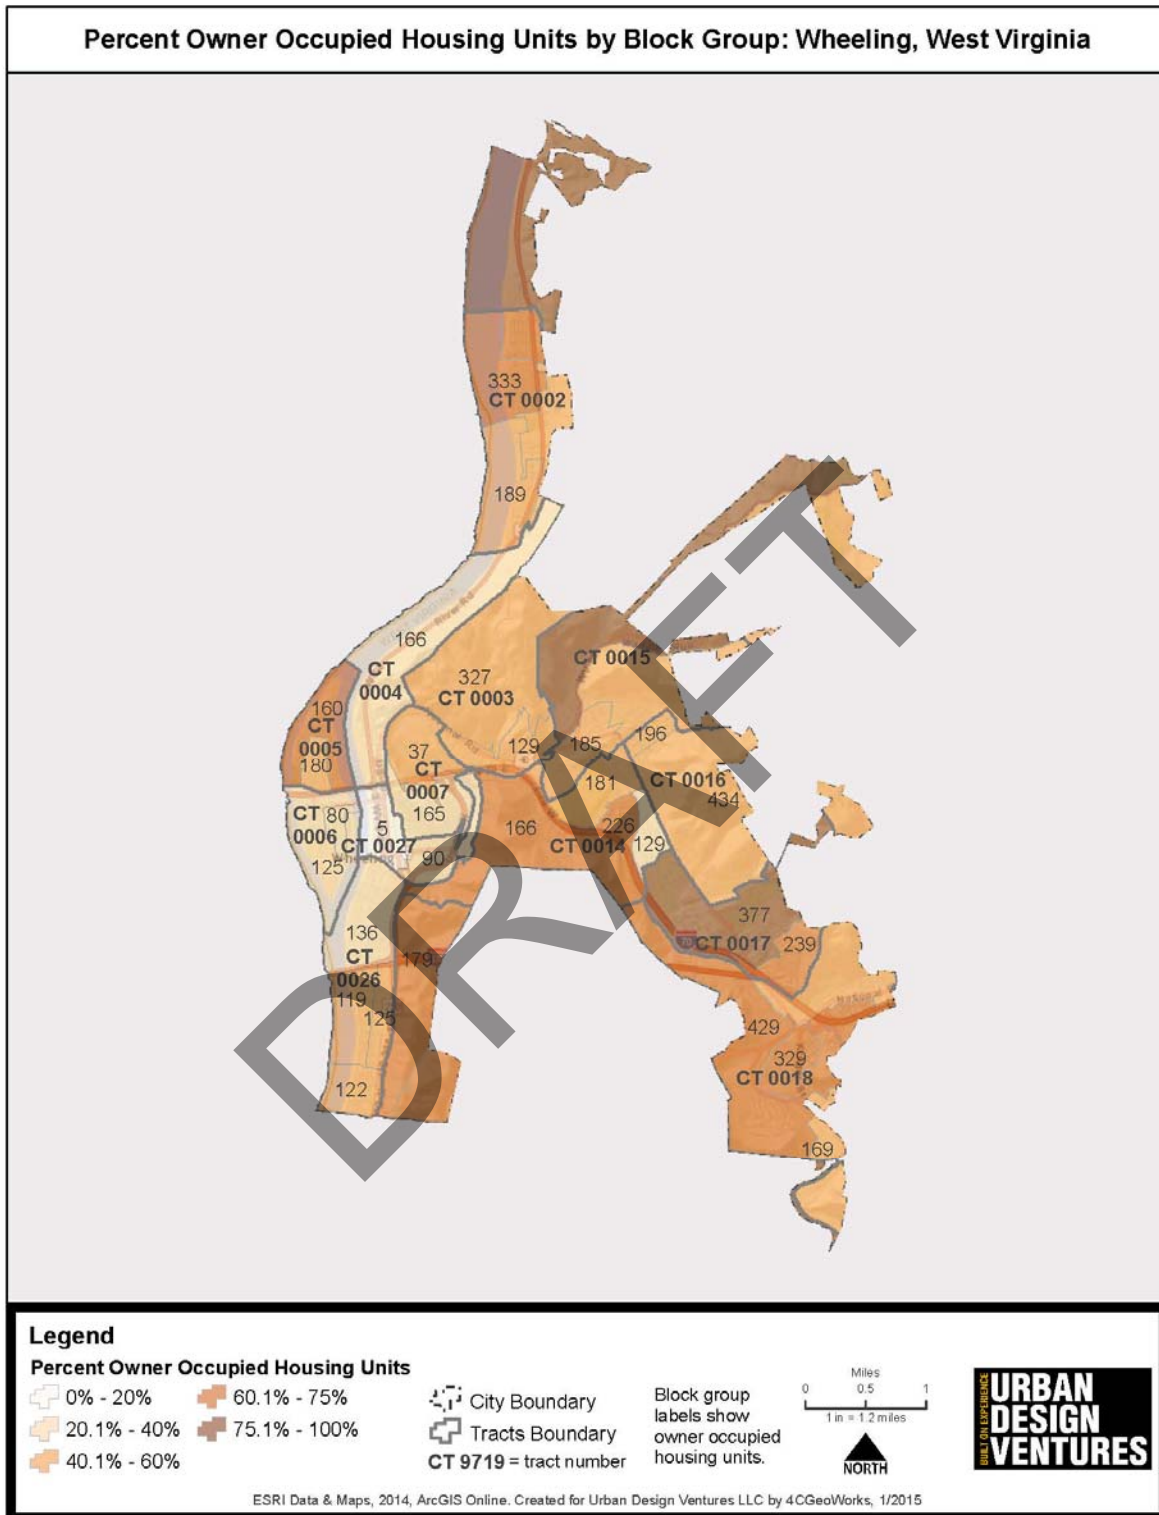 Percent Owner Occupied Housing Units by Block Group: Wheeling, West Virginia
333
CT 0002
189
River Rd
166
CT
0004
327
CT 0003
CT 0015
160
CT
0005
180
37
CT
0007
129
185
196
181
CT 0016
434
CT
0006
80
5
CT 0027
165
166
226
CT 0014
129
Wheeling
90
125
377
136
CT
0026
179
CT 0017
239
119
125
429
329
CT 0018
122
169
DRAFT
Legend
Percent Owner Occupied Housing Units
0% - 20%
20.1% - 40%
40.1% - 60%
60.1% - 75%
75.1% - 100%
City Boundary
Tracts Boundary
CT 9719 = tract number
Block group
labels show
owner occupied
housing units.
Miles
0 0.5 1
1 in = 1.2 miles
NORTH
BUILT ON EXPERIENCE
URBAN
DESIGN
VENTURES
ESRI Data & Maps, 2014, ArcGIS Online. Created for Urban Design Ventures LLC by 4CGeoWorks, 1/2015